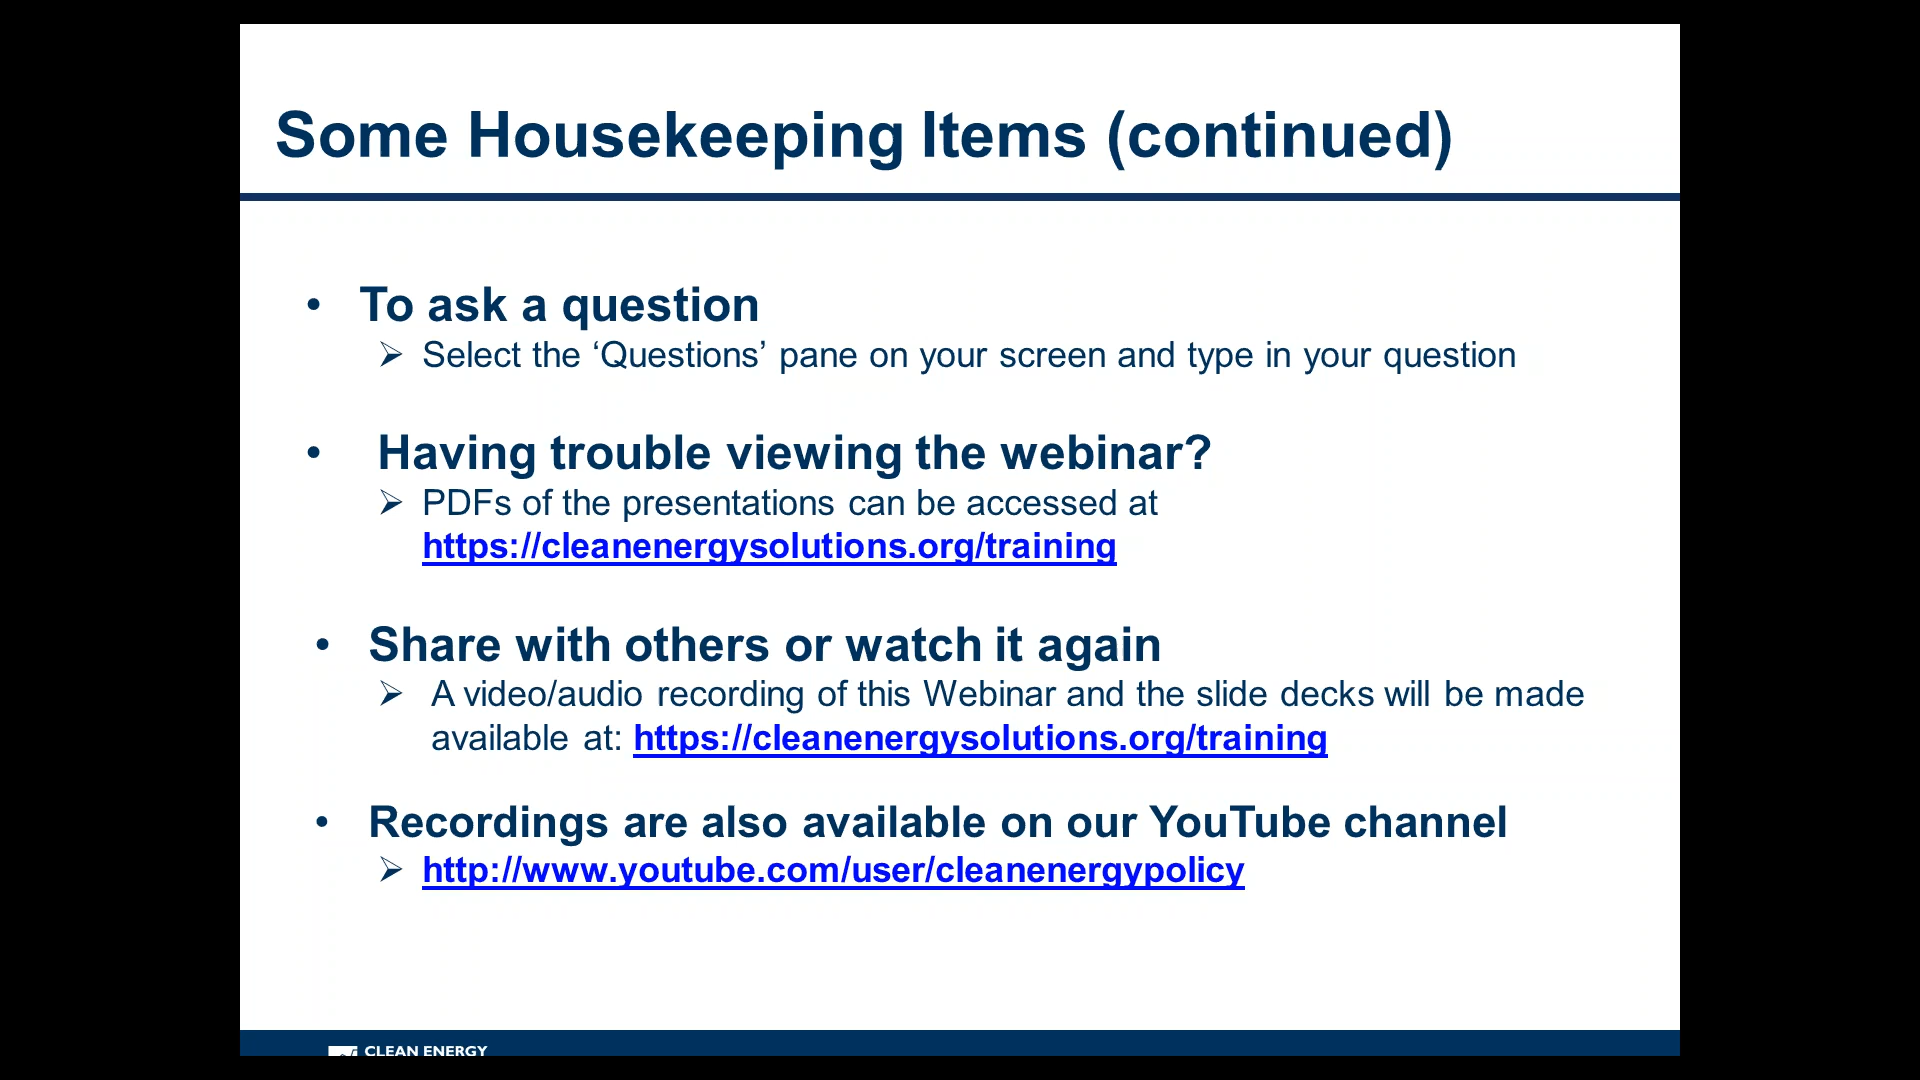 Some Housekeeping Items (continued)
• To ask a question
➢ Select the ‘Questions’ pane on your screen and type in your question
• Having trouble viewing the webinar?
➢ PDFs of the presentations can be accessed at
https://cleanenergysolutions.org/training
• Share with others or watch it again
➢ A video/audio recording of this Webinar and the slide decks will be made
available at: https://cleanenergysolutions.org/training
• Recordings are also available on our YouTube channel
➢ http://www.youtube.com/user/cleanenergypolicy
CLEAN ENERGY